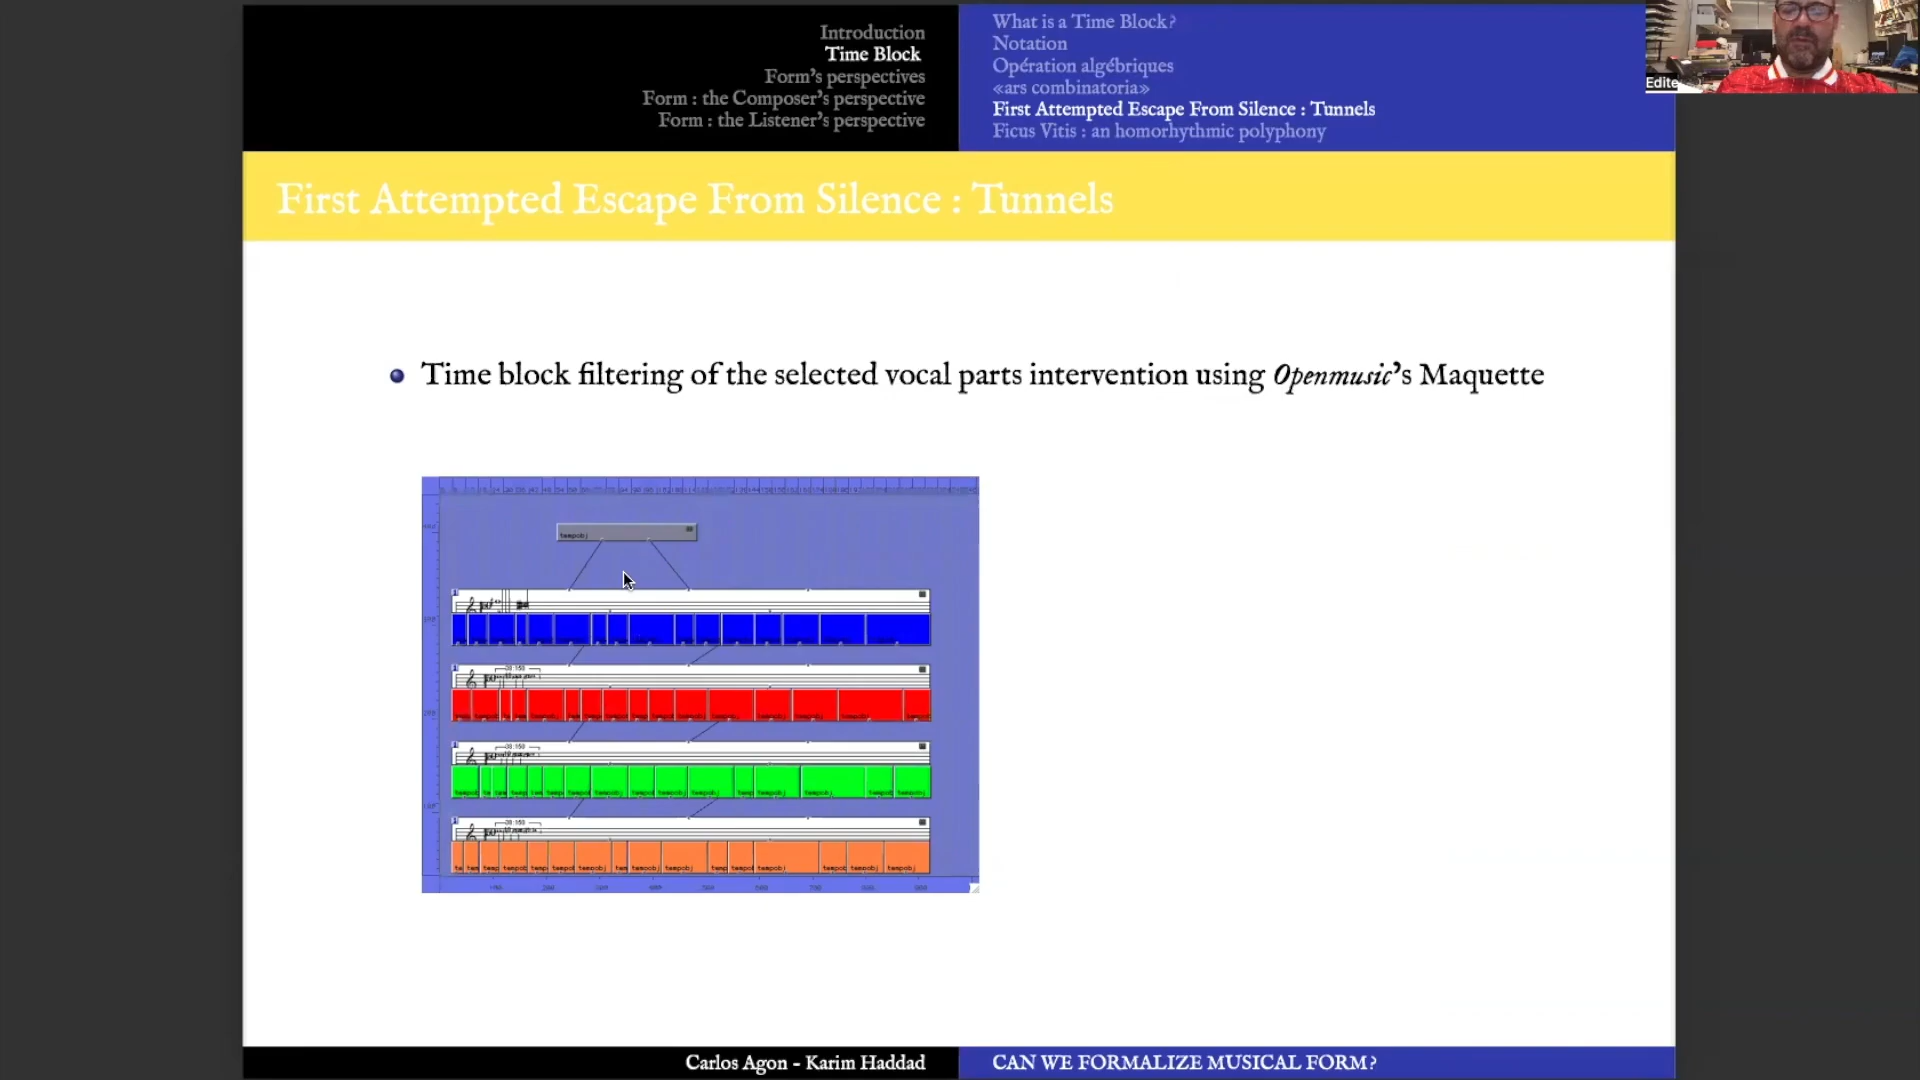 Introduction
Time Block
Form's perspectives
Form : the Composer's perspective
Form : the Listener's perspective
What is a Time Block?
Notation
Opération algébriques
«ars combinatoria»
First Attempted Escape From Silence : Tunnels
Ficus Vitis : an homorhythmic polyphony
Edite
First Attempted Escape From Silence : Tunnels
Time block filtering of the selected vocal parts intervention using Openmusic's Maquette
tempobj
Carlos Agon - Karim Haddad
CAN WE FORMALIZE MUSICAL FORM?